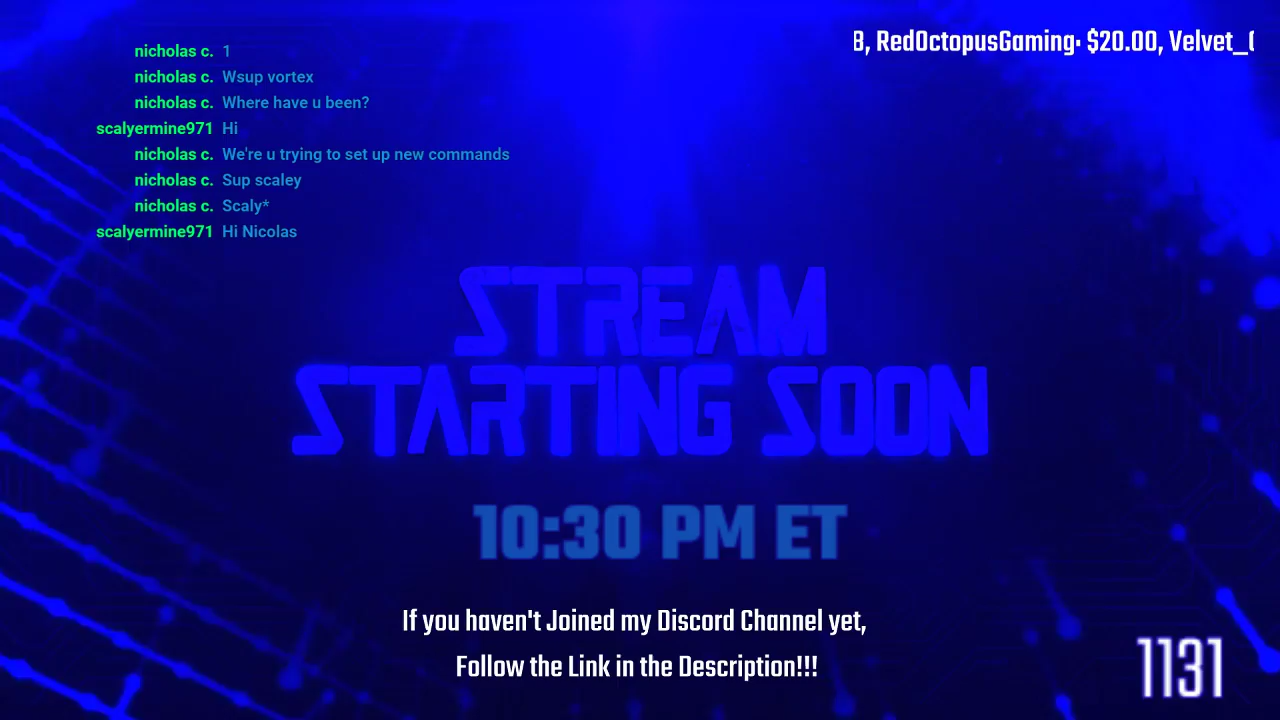 nicholas c. 1
nicholas c. Wsup vortex
nicholas c. Where have u been?
scalyermine971 Hi
nicholas c. We're u trying to set up new commands
nicholas c. Sup scaley
nicholas c. Scaly*
scalyermine971 Hi Nicolas
RedOctopusGaming: $20.00,
STREAM
STARTING SOON
10:30 PM ET
If you haven't Joined my Discord Channel yet,
Follow the Link in the Description!!!
1131